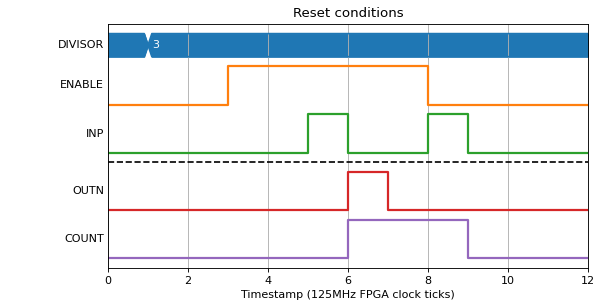 Reset conditions
DIVISOR
3
ENABLE
INP
OUTN
COUNT
0 2 4 6 8 10 12
Timestamp (125MHz FPGA clock ticks)